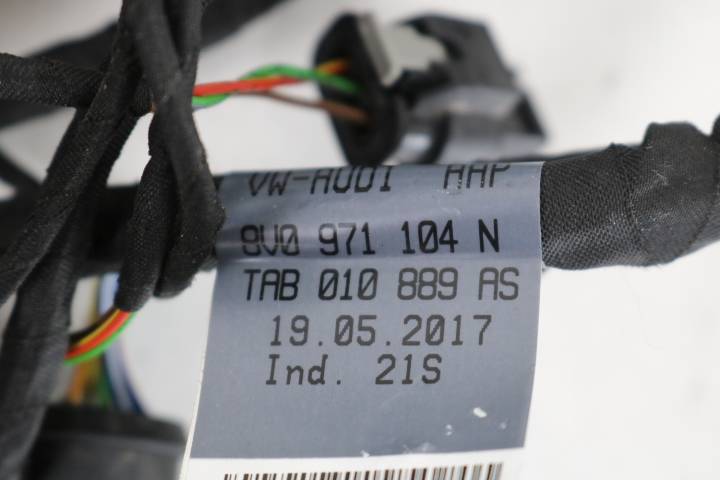 VW-AUDI AAP
8V0 971 104 N
TAB 010 889 AS
19.05.2017
Ind. 21S